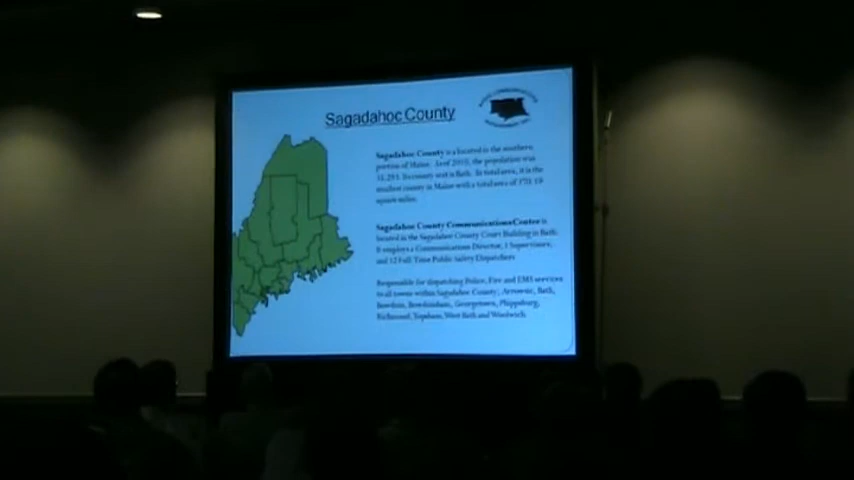 Sagadahoc County
Sagadahoc County is a located in the southern
portion of Maine. As of 2010, the population was
35,293. Its county seat is Bath. In total area, it is the
smallest county in Maine with a total area of 370.19
square miles.
Sagadahoc County Communications Center is
located in the Sagadahoc County Court Building in Bath.
It employs a Communications Director, 3 Supervisors,
and 12 Full-Time Public Safety Dispatchers
Responsible for dispatching Police, Fire and EMS services
to all towns within Sagadahoc County; Arrowsic, Bath,
Bowdoin, Bowdoinham, Georgetown, Phippsburg,
Richmond, Topsham, West Bath and Woolwich.